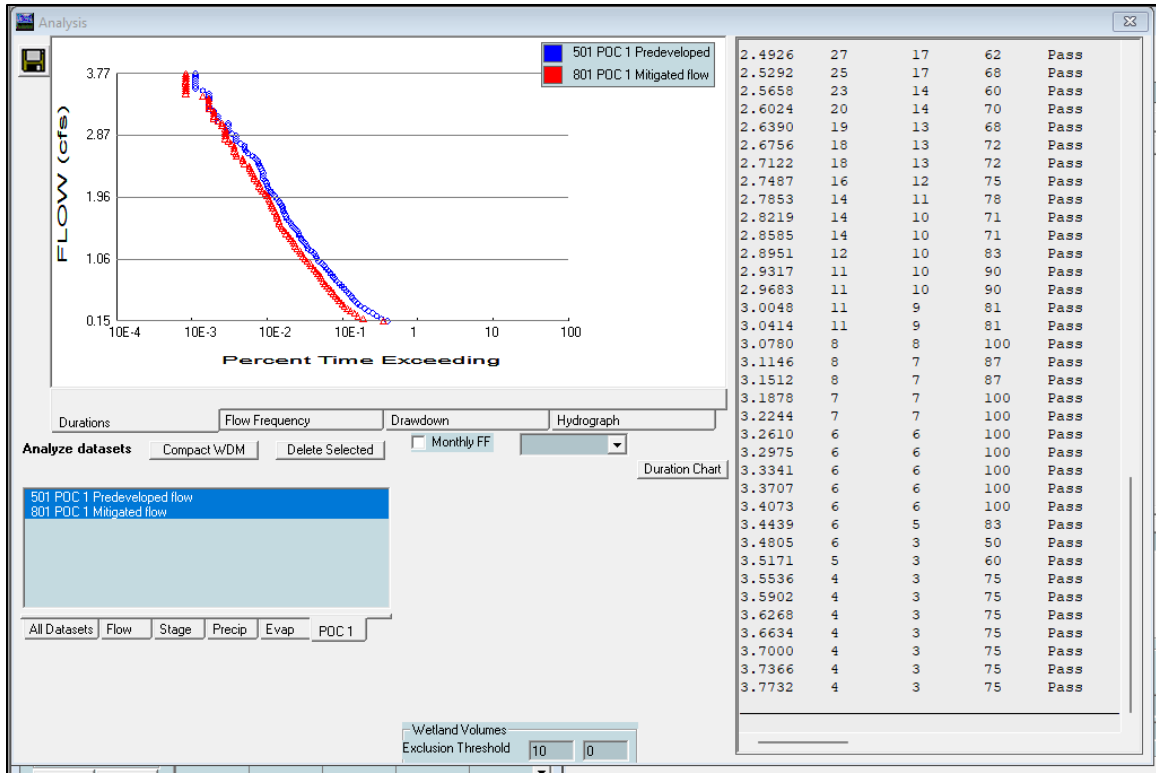 Analysis
501 POC 1 Predeveloped
801 POC 1 Mitigated flow
FLOW (cfs)
3.77
2.87
1.96
1.06
0.15
10E-4 10E-3 10E-2 10E-1 1 10 100
Percent Time Exceeding
Durations Flow Frequency Drawdown Hydrograph
Analyze datasets Compact WDM Delete Selected Monthly FF
Duration Chart
501 POC 1 Predeveloped flow
801 POC 1 Mitigated flow
All Datasets Flow Stage Precip Evap POC 1
Wetland Volumes
Exclusion Threshold 10 0
2.4926 27 17 62 Pass
2.5292 25 17 68 Pass
2.5658 23 14 60 Pass
2.6024 20 14 70 Pass
2.6390 19 13 68 Pass
2.6756 18 13 72 Pass
2.7122 18 13 72 Pass
2.7487 16 12 75 Pass
2.7853 14 11 78 Pass
2.8219 14 10 71 Pass
2.8585 14 10 71 Pass
2.8951 12 10 83 Pass
2.9317 11 10 90 Pass
2.9683 11 10 90 Pass
3.0048 11 9 81 Pass
3.0414 11 9 81 Pass
3.0780 8 8 100 Pass
3.1146 8 7 87 Pass
3.1512 8 7 87 Pass
3.1878 7 7 100 Pass
3.2244 7 7 100 Pass
3.2610 6 6 100 Pass
3.2975 6 6 100 Pass
3.3341 6 6 100 Pass
3.3707 6 6 100 Pass
3.4073 6 6 100 Pass
3.4439 6 5 83 Pass
3.4805 6 3 50 Pass
3.5171 5 3 60 Pass
3.5536 4 3 75 Pass
3.5902 4 3 75 Pass
3.6268 4 3 75 Pass
3.6634 4 3 75 Pass
3.7000 4 3 75 Pass
3.7366 4 3 75 Pass
3.7732 4 3 75 Pass